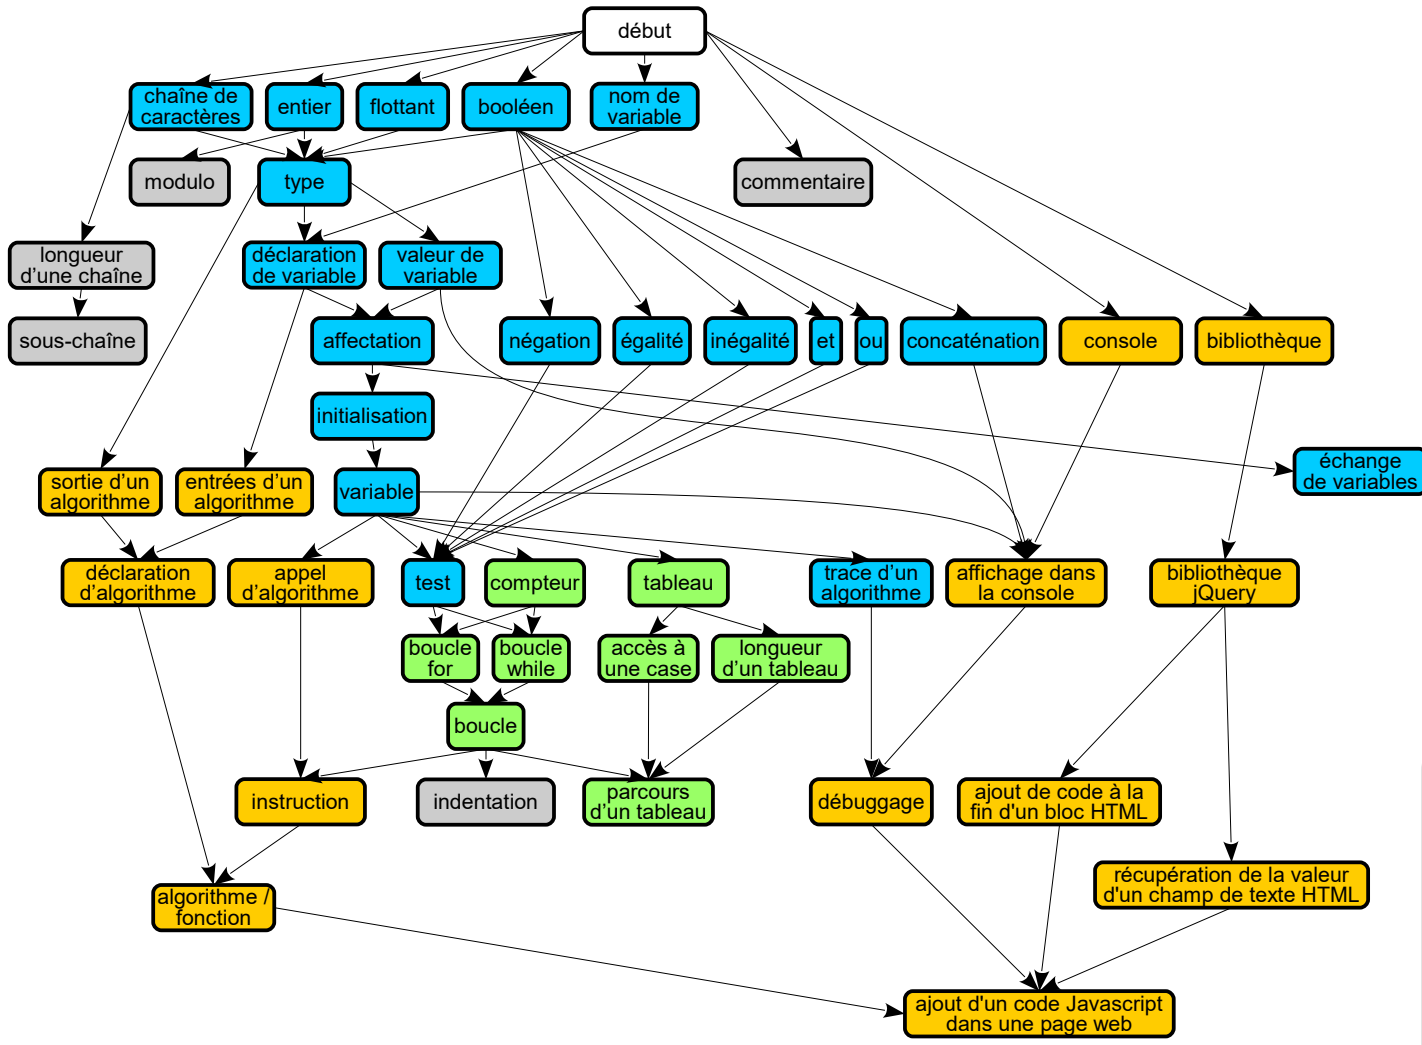 début
chaîne de
caractères
entier
flottant
booléen
nom de
variable
modulo
type
commentaire
longueur
d’une chaîne
déclaration
de variable
valeur de
variable
sous-chaîne
affectation
négation
égalité
inégalité
et
ou
concaténation
console
bibliothèque
initialisation
échange
de variables
sortie d’un
algorithme
entrées d’un
algorithme
variable
déclaration
d’algorithme
appel
d’algorithme
test
compteur
tableau
trace d’un
algorithme
affichage dans
la console
bibliothèque
jQuery
boucle
for
boucle
while
accès à
une case
longueur
d’un tableau
boucle
instruction
indentation
parcours
d’un tableau
débuggage
ajout de code à la
fin d'un bloc HTML
récupération de la valeur
d'un champ de texte HTML
algorithme /
fonction
ajout d'un code Javascript
dans une page web